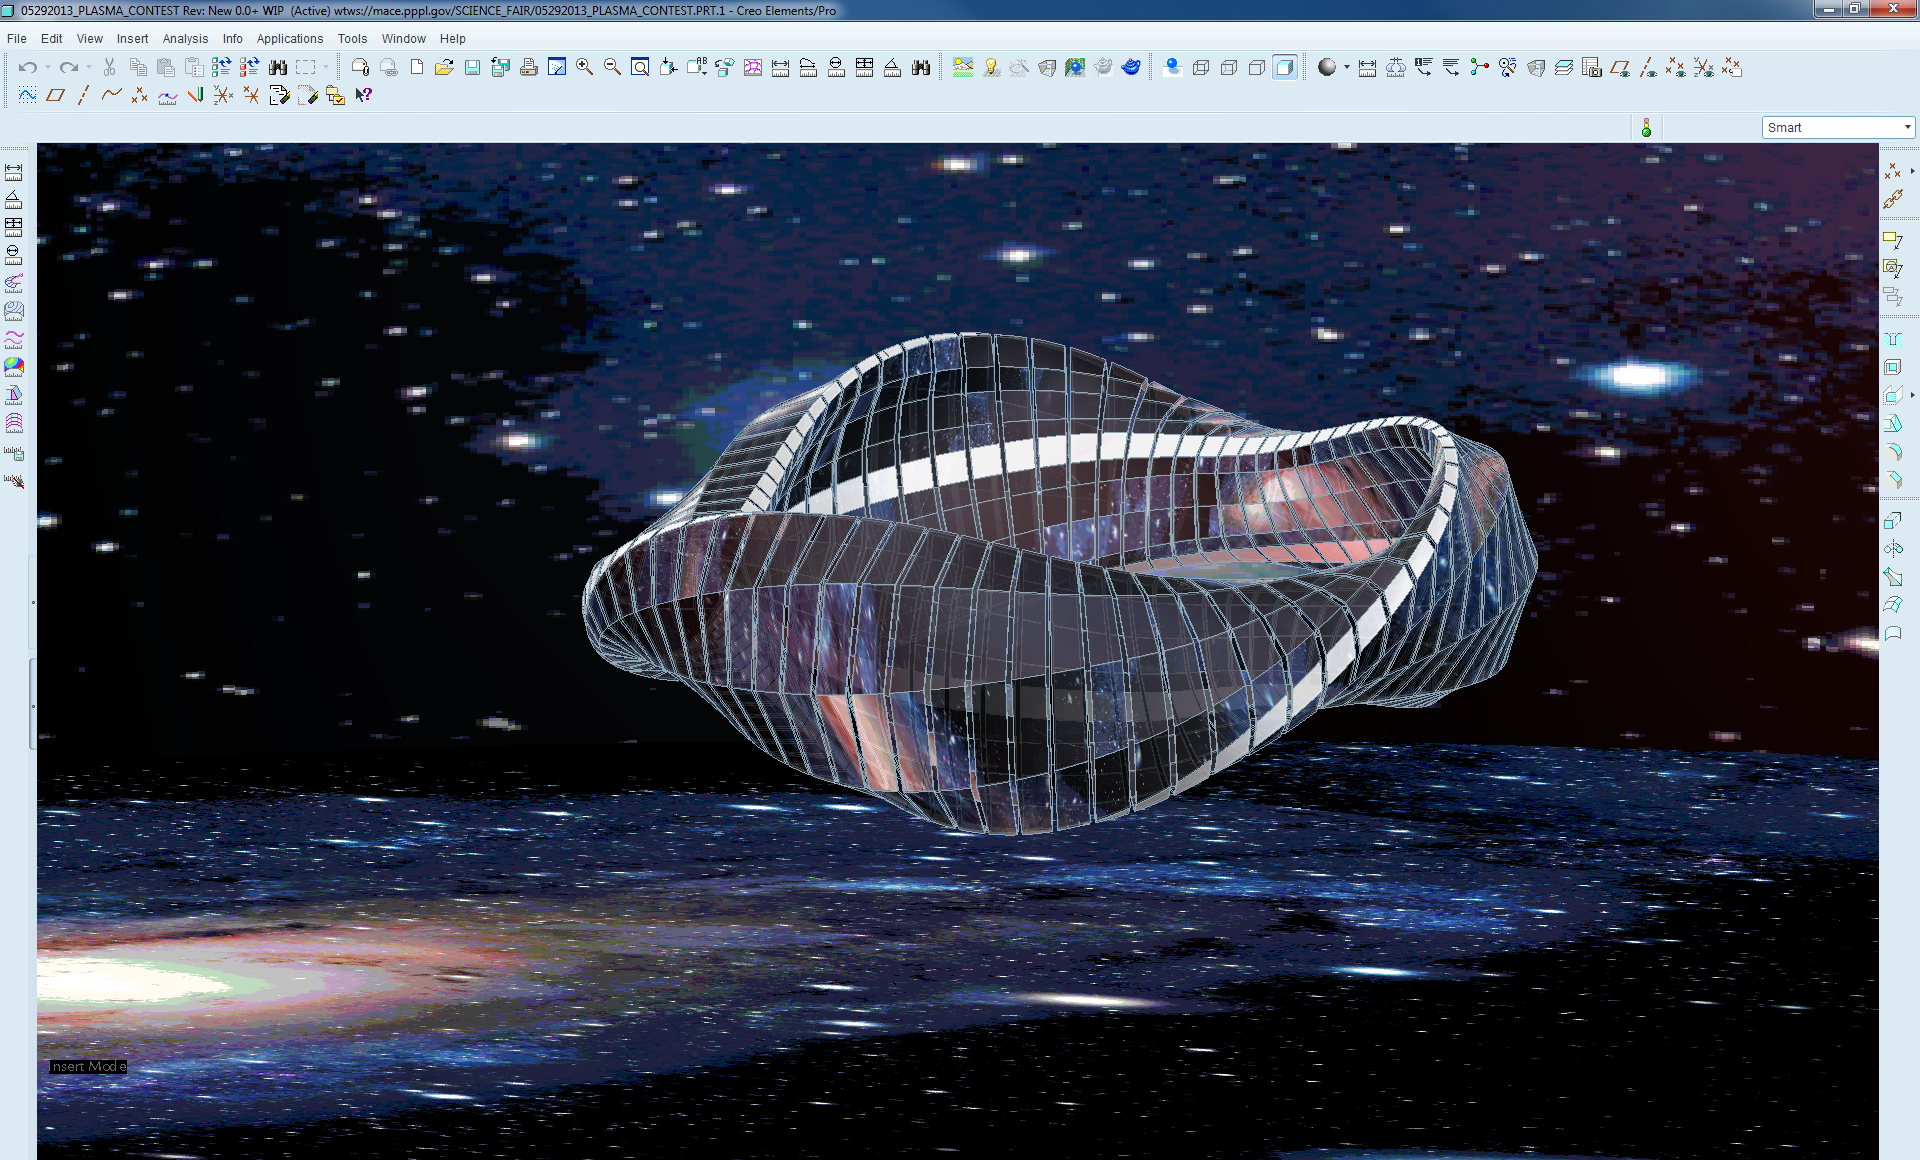 05292013_PLASMA_CONTEST Rev: New 0.0+ WIP (Active) wtws://mace.pppl.gov/SCIENCE_FAIR/05292013_PLASMA_CONTEST.PRT.1 - Creo Elements/Pro
File Edit View Insert Analysis Info Applications Tools Window Help
Smart
Insert Mode